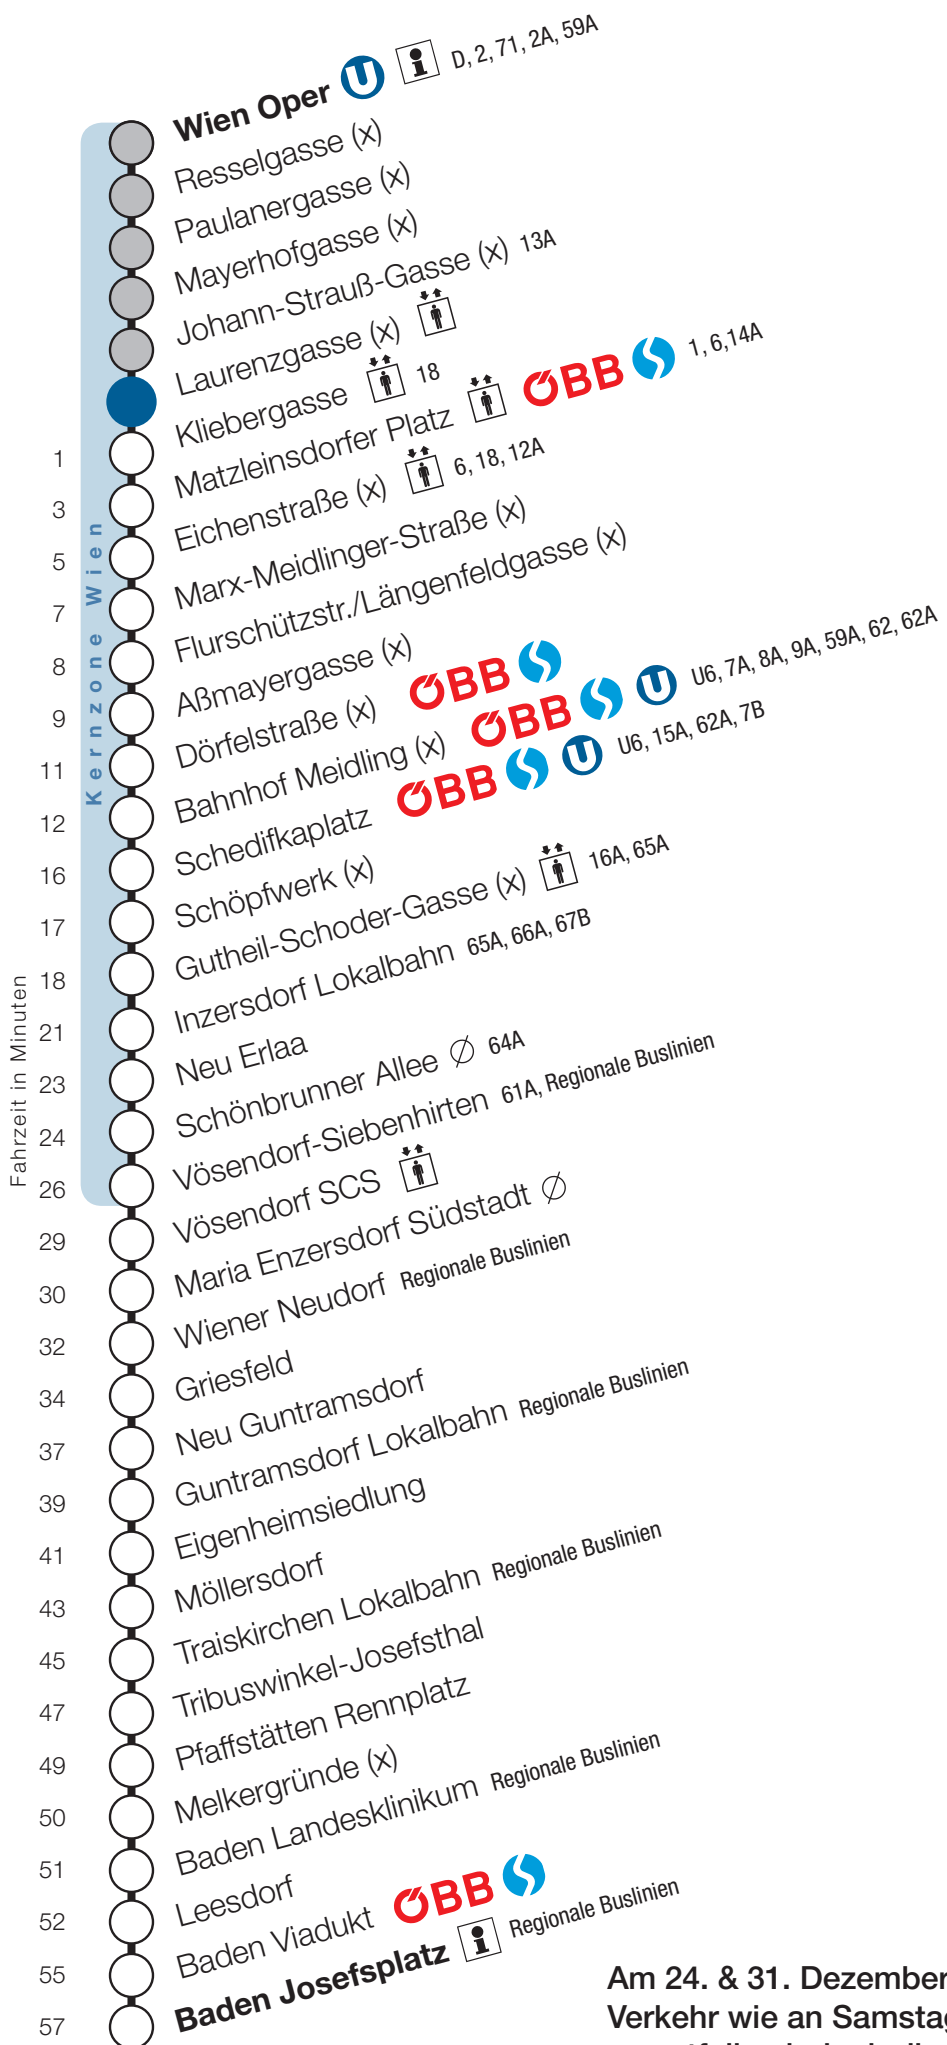 Wien Oper U i D, 2, 71, 2A, 59A
Resselgasse (x)
Paulanergasse (x)
Mayerhofgasse (x)
Johann-Strauß-Gasse (x) 13A
Laurenzgasse (x)
1 Kliebergasse 18
3 Matzleinsdorfer Platz ÖBB S 1, 6,14A
5 Eichenstraße (x) 6, 18, 12A
7 Marx-Meidlinger-Straße (x)
8 Flurschützstr./Längenfeldgasse (x)
9 Aßmayergasse (x)
11 Dörfelstraße (x) ÖBB S
12 Bahnhof Meidling (x) ÖBB S U U6, 7A, 8A, 9A, 59A, 62, 62A
16 Schedifkaplatz ÖBB S U U6, 15A, 62A, 7B
17 Schöpfwerk (x)
18 Gutheil-Schoder-Gasse (x) 16A, 65A
21 Inzersdorf Lokalbahn 65A, 66A, 67B
23 Neu Erlaa
24 Schönbrunner Allee ∅ 64A
26 Vösendorf-Siebenhirten 61A, Regionale Buslinien
29 Vösendorf SCS
30 Maria Enzersdorf Südstadt ∅
32 Wiener Neudorf Regionale Buslinien
34 Griesfeld
37 Neu Guntramsdorf
39 Guntramsdorf Lokalbahn Regionale Buslinien
41 Eigenheimsiedlung
43 Möllersdorf
45 Traiskirchen Lokalbahn Regionale Buslinien
47 Tribuswinkel-Josefsthal
49 Pfaffstätten Rennplatz
50 Melkergründe (x)
51 Baden Landesklinikum Regionale Buslinien
52 Leesdorf
55 Baden Viadukt ÖBB S
57 Baden Josefsplatz i Regionale Buslinien
Kernzone Wien
Fahrzeit in Minuten
Am 24. & 31. Dezember
Verkehr wie an Samstag